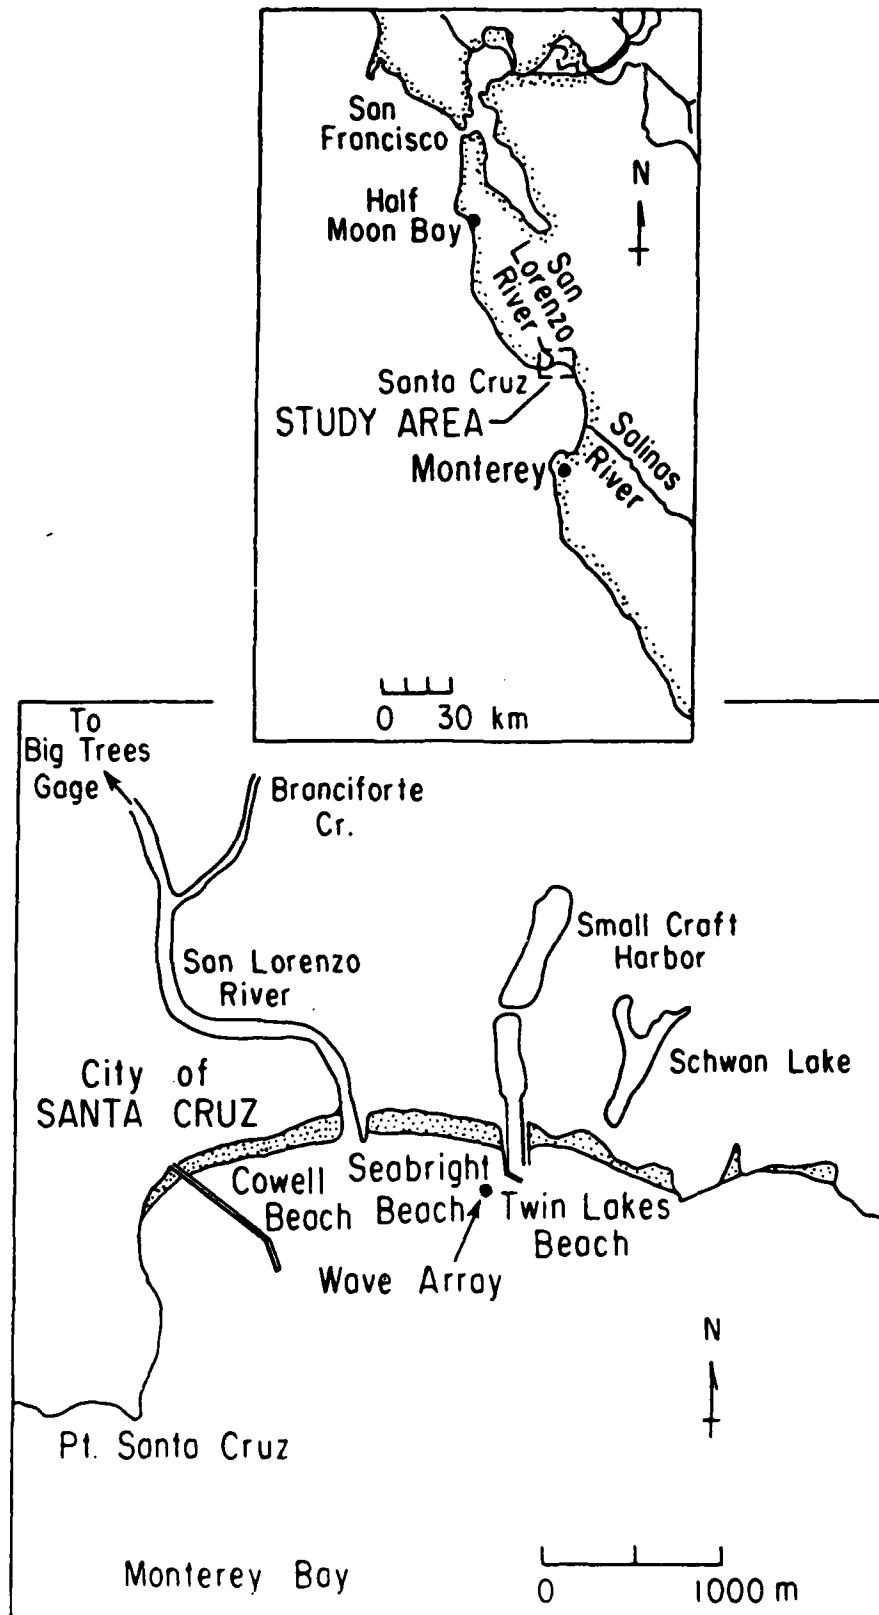 San
Francisco
N
Half
Moon Bay
San
Lorenzo
River
Santa Cruz
STUDY AREA
Salinas
River
Monterey
0 30 km
To
Big Trees
Gage
Branciforte
Cr.
Small Craft
Harbor
San Lorenzo
River
Schwan Lake
City of
SANTA CRUZ
Cowell
Beach
Seabright
Beach
Twin Lakes
Beach
Wave Array
N
Pt. Santa Cruz
Monterey Bay
0 1000 m